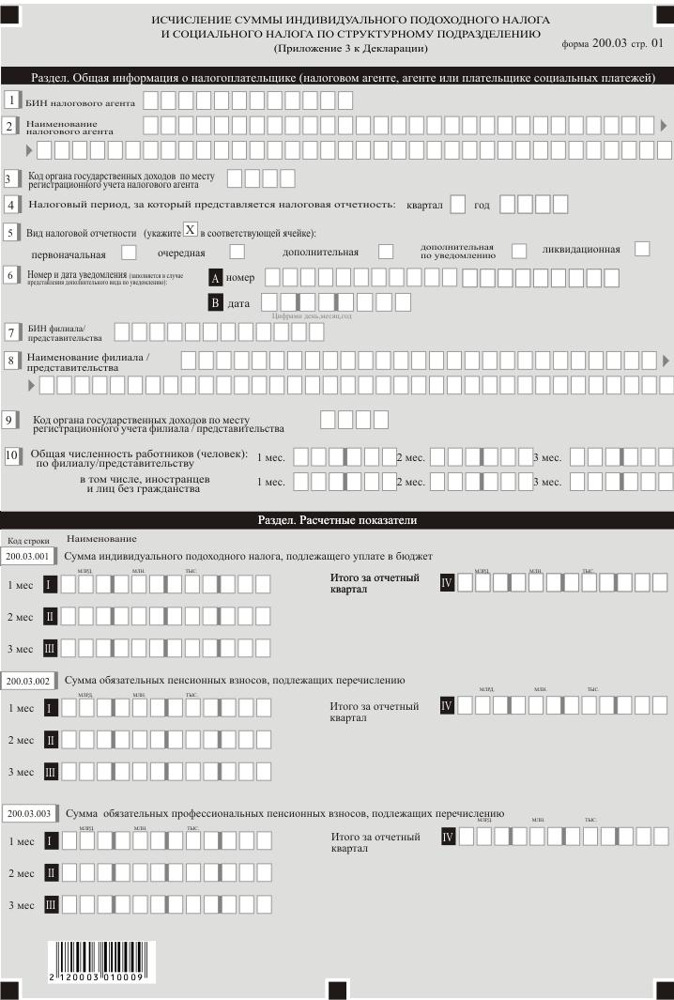 ИСЧИСЛЕНИЕ СУММЫ ИНДИВИДУАЛЬНОГО ПОДОХОДНОГО НАЛОГА
И СОЦИАЛЬНОГО НАЛОГА ПО СТРУКТУРНОМУ ПОДРАЗДЕЛЕНИЮ
(Приложение 3 к Декларации)
форма 200.03 стр. 01
Раздел. Общая информация о налогоплательщике (налоговом агенте, агенте или плательщике социальных платежей)
1 БИН налогового агента
2 Наименование
налогового агента
3 Код органа государственных доходов по месту
регистрационного учета налогового агента
4 Налоговый период, за который представляется налоговая отчетность: квартал год
5 Вид налоговой отчетности (укажите X в соответствующей ячейке):
первоначальная очередная дополнительная дополнительная
по уведомлению ликвидационная
6 Номер и дата уведомления (заполняется в случае
представления дополнительного вида по уведомлению):
A номер
B дата
Цифрами день,месяц,год
7 БИН филиала/
представительства
8 Наименование филиала /
представительства
9 Код органа государственных доходов по месту
регистрационного учета филиала / представительства
10 Общая численность работников (человек):
по филиалу/представительству
1 мес. 2 мес. 3 мес.
в том числе, иностранцев
и лиц без гражданства
1 мес. 2 мес. 3 мес.
Раздел. Расчетные показатели
Код строки Наименование
200.03.001 Сумма индивидуального подоходного налога, подлежащего уплате в бюджет
МЛРД. МЛН. ТЫС. МЛРД. МЛН. ТЫС.
1 мес I Итого за отчетный
квартал IV
2 мес II
3 мес III
200.03.002 Сумма обязательных пенсионных взносов, подлежащих перечислению
МЛРД. МЛН. ТЫС. МЛРД. МЛН. ТЫС.
1 мес I Итого за отчетный
квартал IV
2 мес II
3 мес III
200.03.003 Сумма обязательных профессиональных пенсионных взносов, подлежащих перечислению
МЛРД. МЛН. ТЫС. МЛРД. МЛН. ТЫС.
1 мес I Итого за отчетный
квартал IV
2 мес II
3 мес III
2 120003 010009